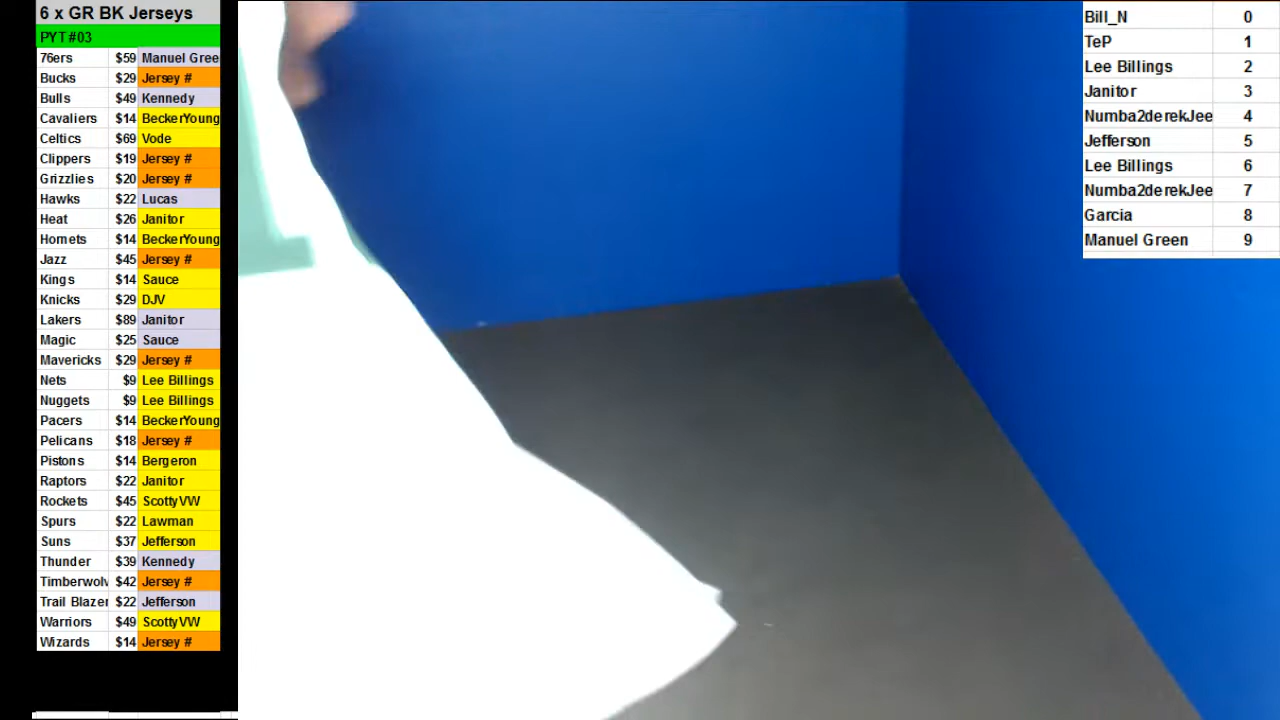 6 x GR BK Jerseys
PYT #03
76ers $59 Manuel Gree
Bucks $29 Jersey #
Bulls $49 Kennedy
Cavaliers $14 BeckerYoung
Celtics $69 Vode
Clippers $19 Jersey #
Grizzlies $20 Jersey #
Hawks $22 Lucas
Heat $26 Janitor
Hornets $14 BeckerYoung
Jazz $45 Jersey #
Kings $14 Sauce
Knicks $29 DJV
Lakers $89 Janitor
Magic $25 Sauce
Mavericks $29 Jersey #
Nets $9 Lee Billings
Nuggets $9 Lee Billings
Pacers $14 BeckerYoung
Pelicans $18 Jersey #
Pistons $14 Bergeron
Raptors $22 Janitor
Rockets $45 ScottyVW
Spurs $22 Lawman
Suns $37 Jefferson
Thunder $39 Kennedy
Timberwolv $42 Jersey #
Trail Blazer $22 Jefferson
Warriors $49 ScottyVW
Wizards $14 Jersey #
Bill_N 0
TeP 1
Lee Billings 2
Janitor 3
Numba2derekJee 4
Jefferson 5
Lee Billings 6
Numba2derekJee 7
Garcia 8
Manuel Green 9